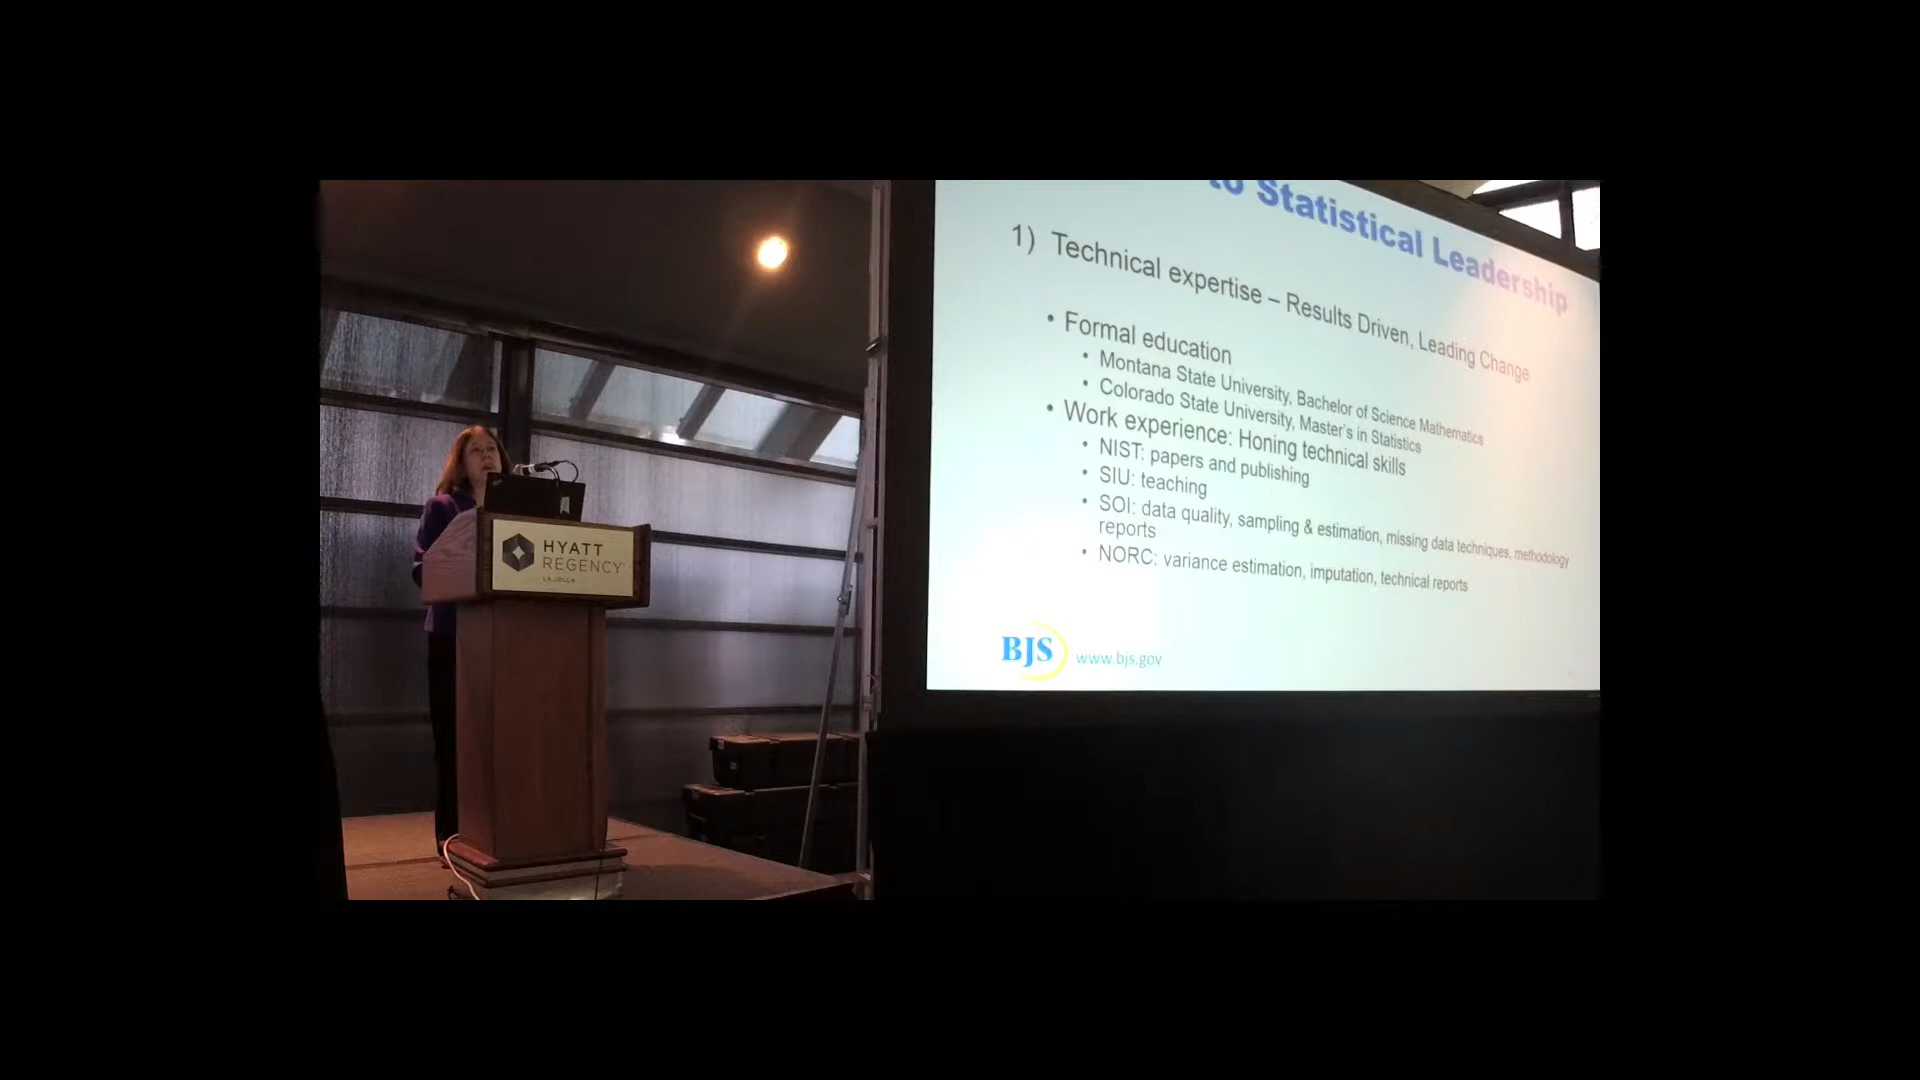 to Statistical Leadership
1) Technical expertise – Results Driven, Leading Change
• Formal education
• Montana State University, Bachelor of Science Mathematics
• Colorado State University, Master's in Statistics
• Work experience: Honing technical skills
• NIST: papers and publishing
• SIU: teaching
• SOI: data quality, sampling & estimation, missing data techniques, methodology
reports
• NORC: variance estimation, imputation, technical reports
BJS www.bjs.gov
HYATT
REGENCY
LA JOLLA